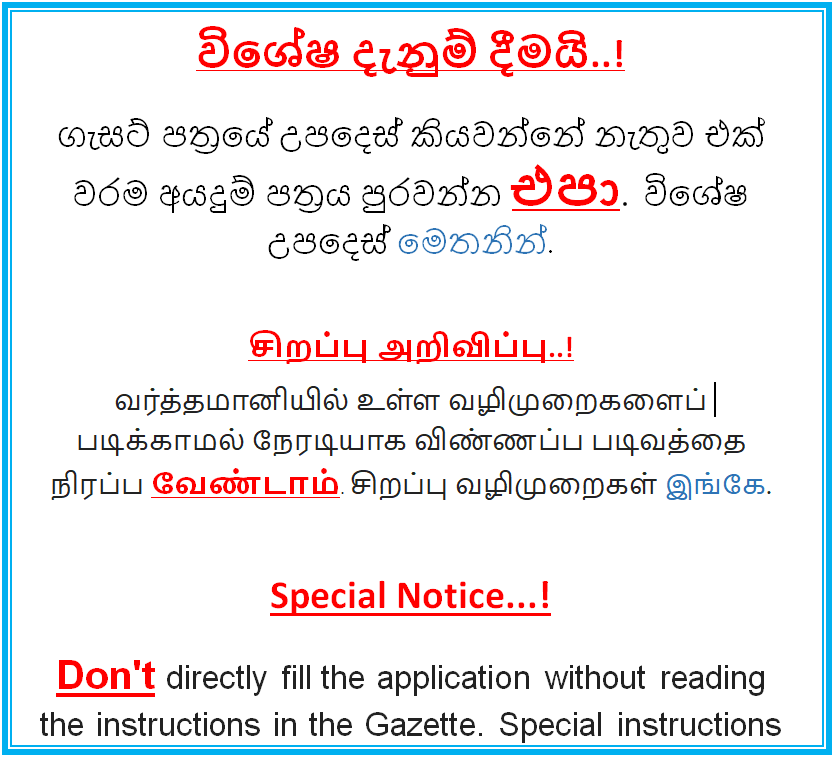 විශේෂ දැනුම් දීමයි..!
ගැසට් පත්‍රයේ උපදෙස් කියවන්නේ නැතුව එක්
වරම අයදුම් පත්‍රය පුරවන්න එපා. විශේෂ
උපදෙස් මෙතනින්.
சிறப்பு அறிவிப்பு..!
வர்த்தமானியில் உள்ள வழிமுறைகளைப்
படிக்காமல் நேரடியாக விண்ணப்ப படிவத்தை
நிரப்ப வேண்டாம். சிறப்பு வழிமுறைகள் இங்கே.
Special Notice...!
Don't directly fill the application without reading
the instructions in the Gazette. Special instructions